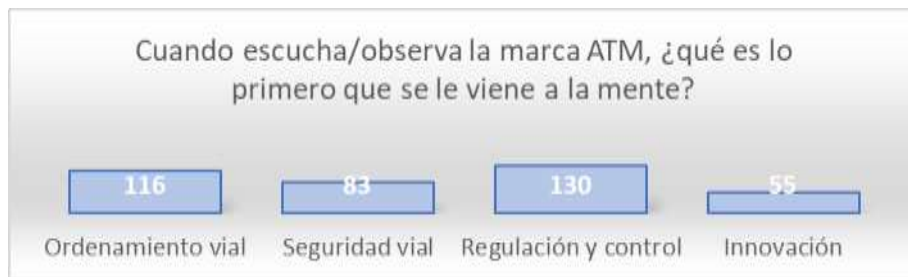 Cuando escucha/observa la marca ATM, ¿qué es lo
primero que se le viene a la mente?
116 83 130 55
Ordenamiento vial Seguridad vial Regulación y control Innovación